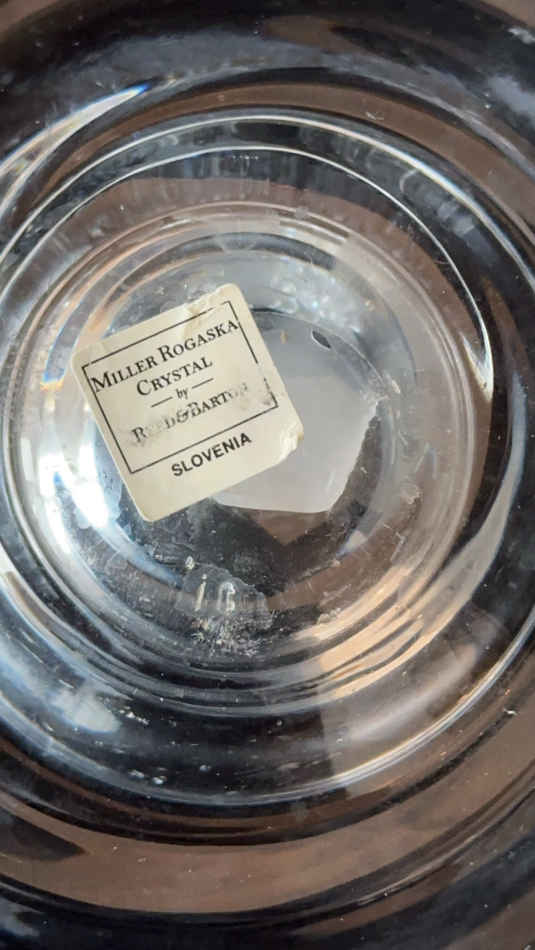 MILLER ROGASKA
CRYSTAL
— by —
REED & BARTON
SLOVENIA